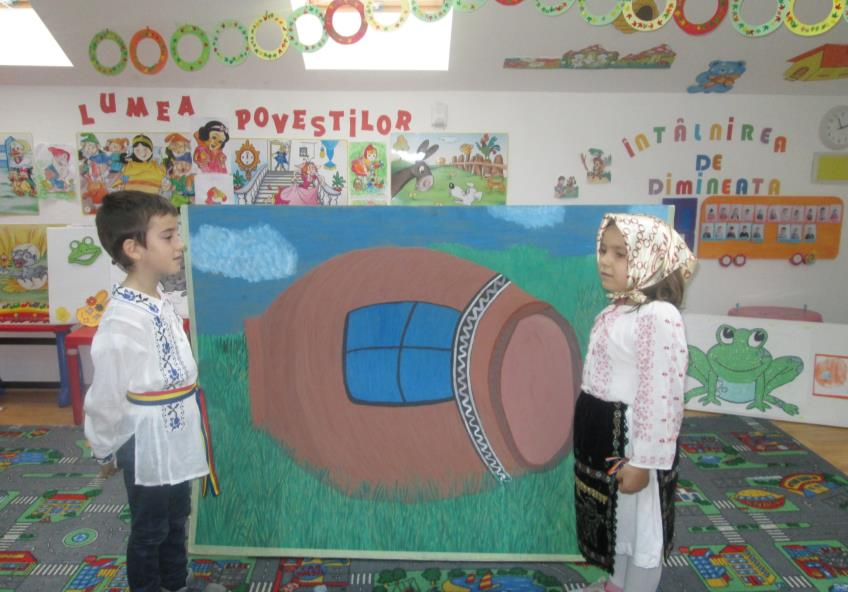 LUMEA POVESTILOR
INTÂLNIREA
DE
DIMINEATA